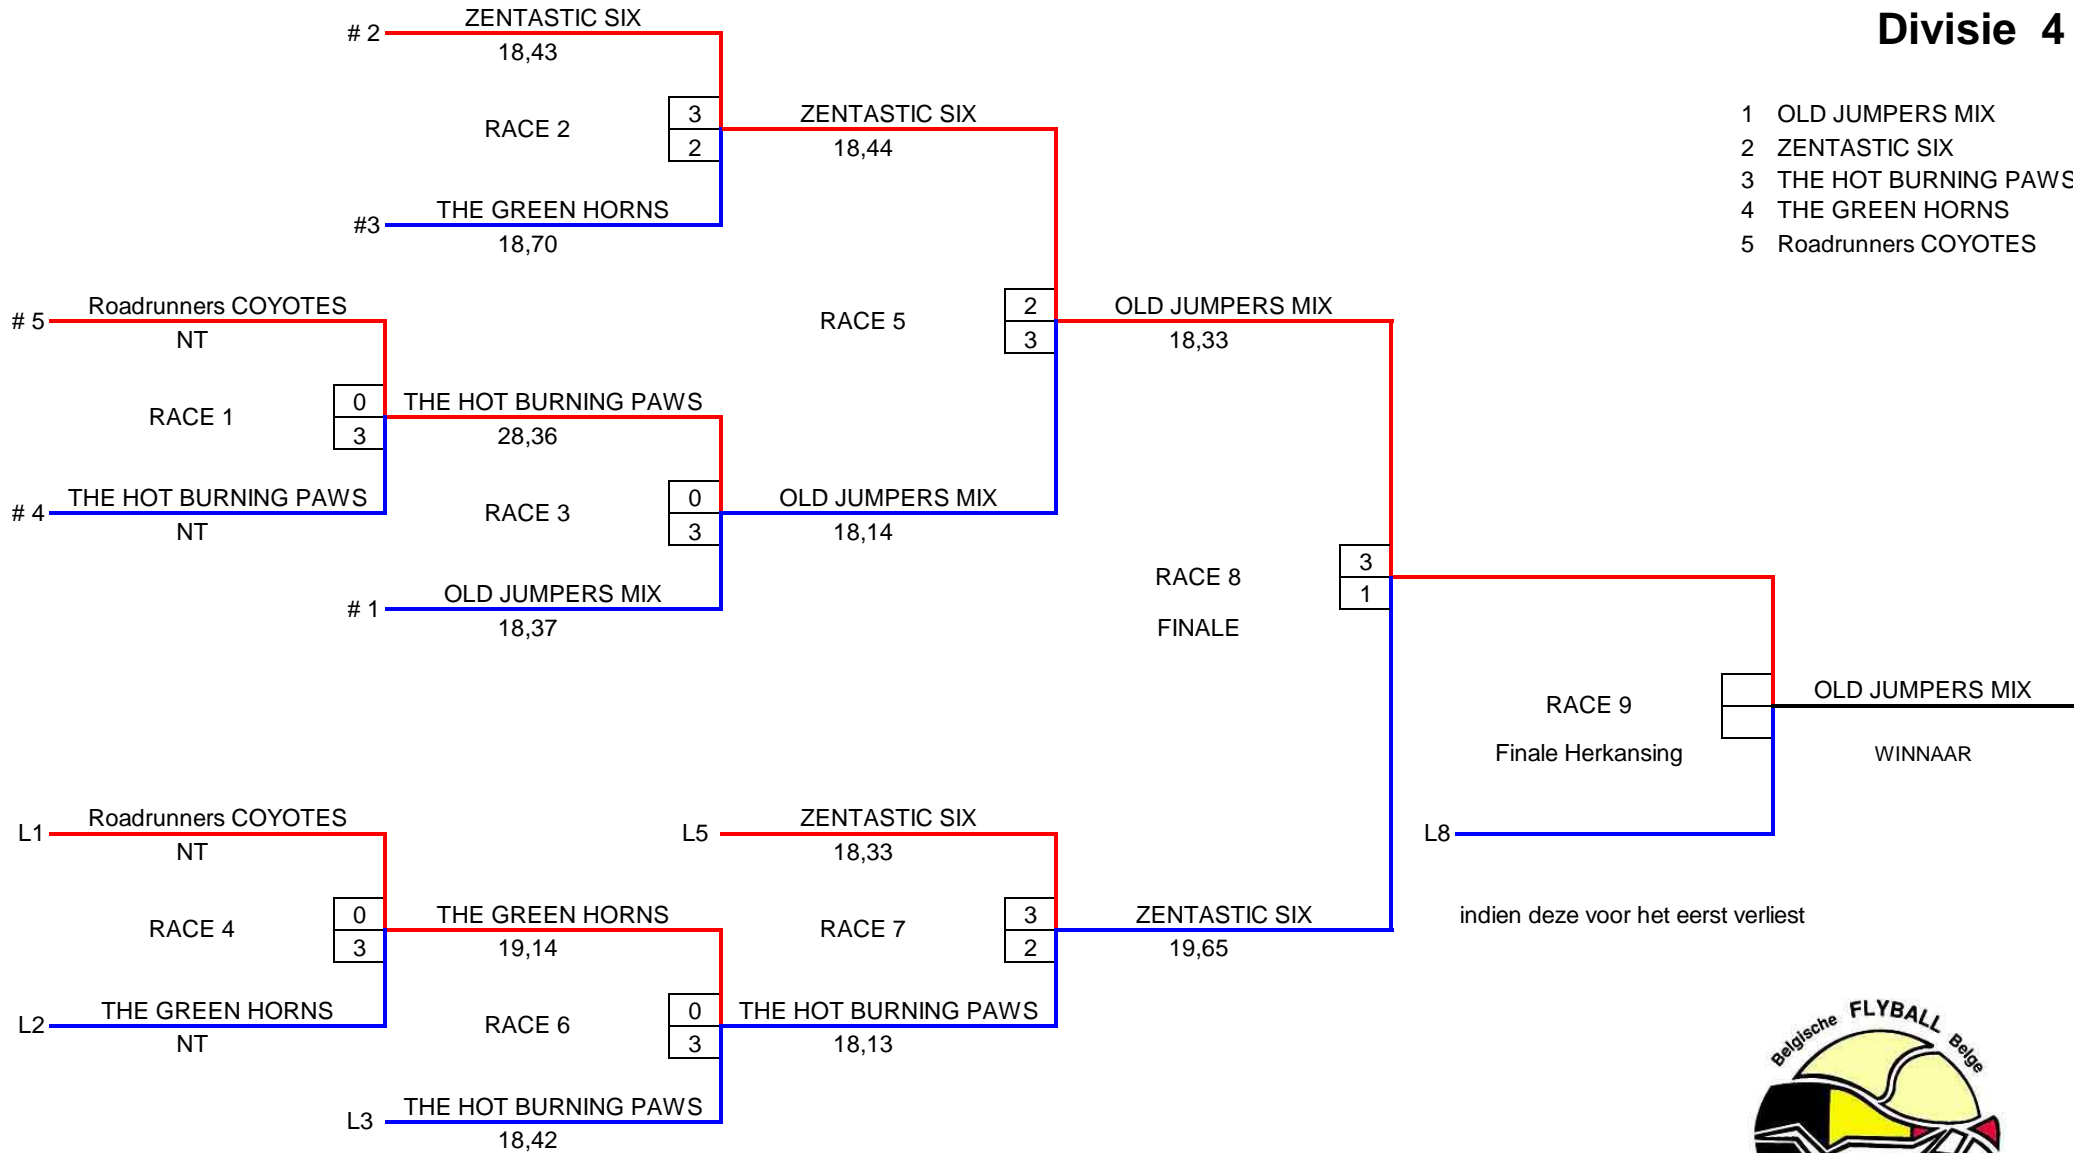 Divisie 4
1 OLD JUMPERS MIX
2 ZENTASTIC SIX
3 THE HOT BURNING PAWS
4 THE GREEN HORNS
5 Roadrunners COYOTES
# 2
ZENTASTIC SIX
18,43
RACE 2
3
2
#3
THE GREEN HORNS
18,70
ZENTASTIC SIX
18,44
# 5
Roadrunners COYOTES
NT
RACE 1
0
3
# 4
THE HOT BURNING PAWS
NT
THE HOT BURNING PAWS
28,36
RACE 3
0
3
# 1
OLD JUMPERS MIX
18,37
OLD JUMPERS MIX
18,14
RACE 5
2
3
OLD JUMPERS MIX
18,33
RACE 8
FINALE
3
1
RACE 9
Finale Herkansing
OLD JUMPERS MIX
WINNAAR
L8
indien deze voor het eerst verliest
L1
Roadrunners COYOTES
NT
RACE 4
0
3
L2
THE GREEN HORNS
NT
THE GREEN HORNS
19,14
RACE 6
0
3
L3
THE HOT BURNING PAWS
18,42
L5
ZENTASTIC SIX
18,33
RACE 7
3
2
THE HOT BURNING PAWS
18,13
ZENTASTIC SIX
19,65
Belgische FLYBALL Belge